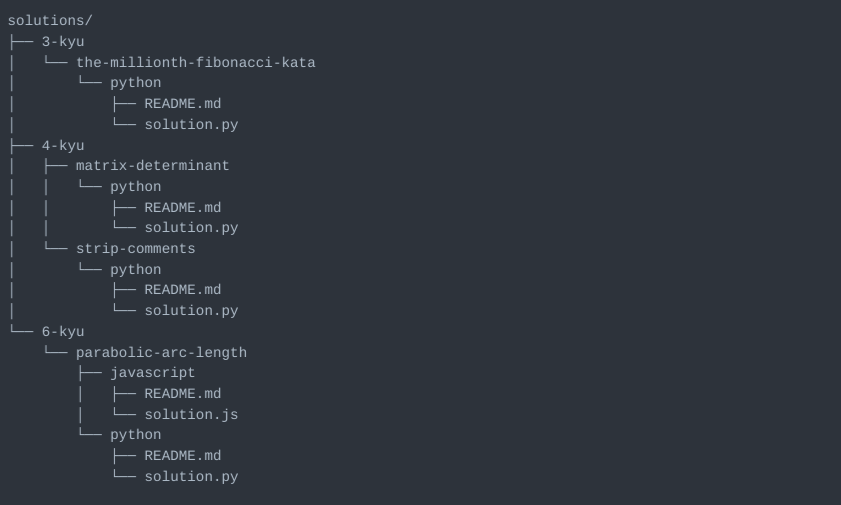 solutions/
├── 3-kyu
│   └── the-millionth-fibonacci-kata
│       └── python
│           ├── README.md
│           └── solution.py
├── 4-kyu
│   ├── matrix-determinant
│   │   └── python
│   │       ├── README.md
│   │       └── solution.py
│   └── strip-comments
│       └── python
│           ├── README.md
│           └── solution.py
└── 6-kyu
    └── parabolic-arc-length
        ├── javascript
        │   ├── README.md
        │   └── solution.js
        └── python
            ├── README.md
            └── solution.py